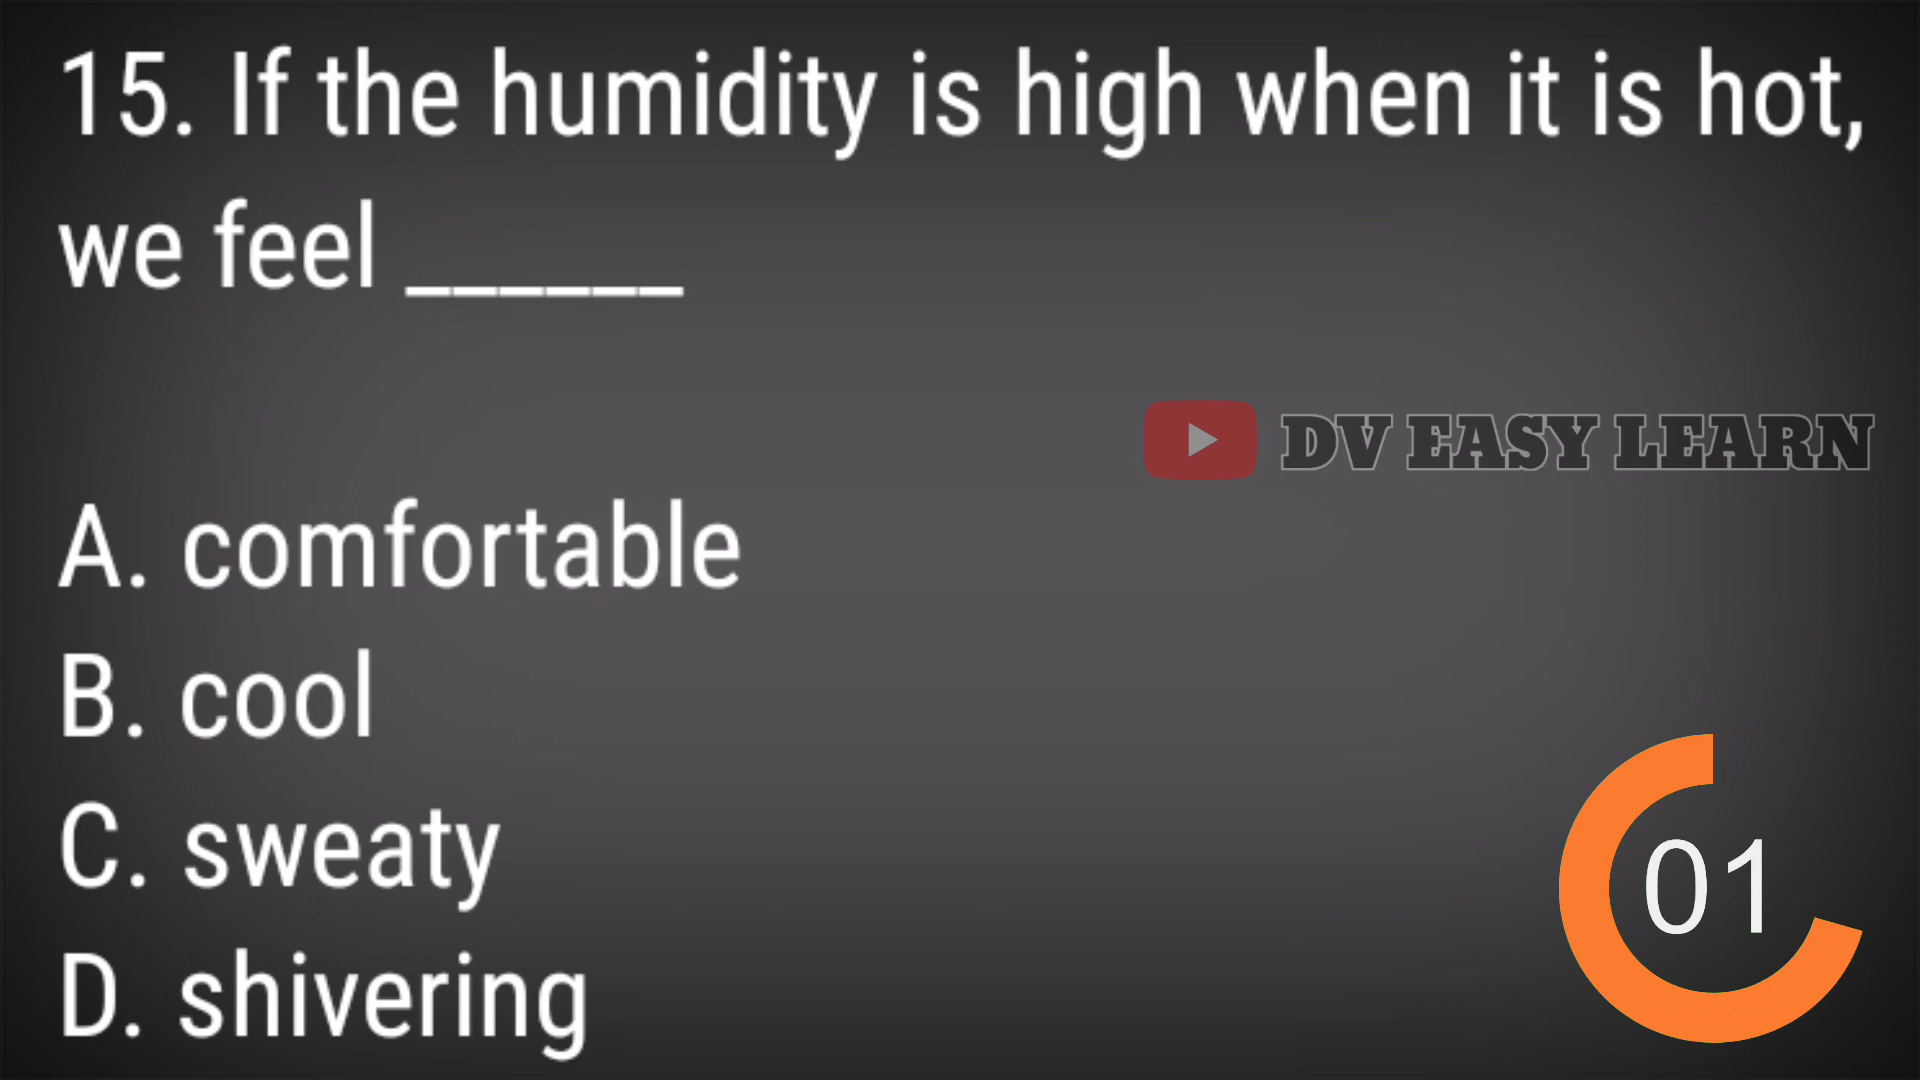 15. If the humidity is high when it is hot,
we feel ______
DV EASY LEARN
A. comfortable
B. cool
C. sweaty
D. shivering
01